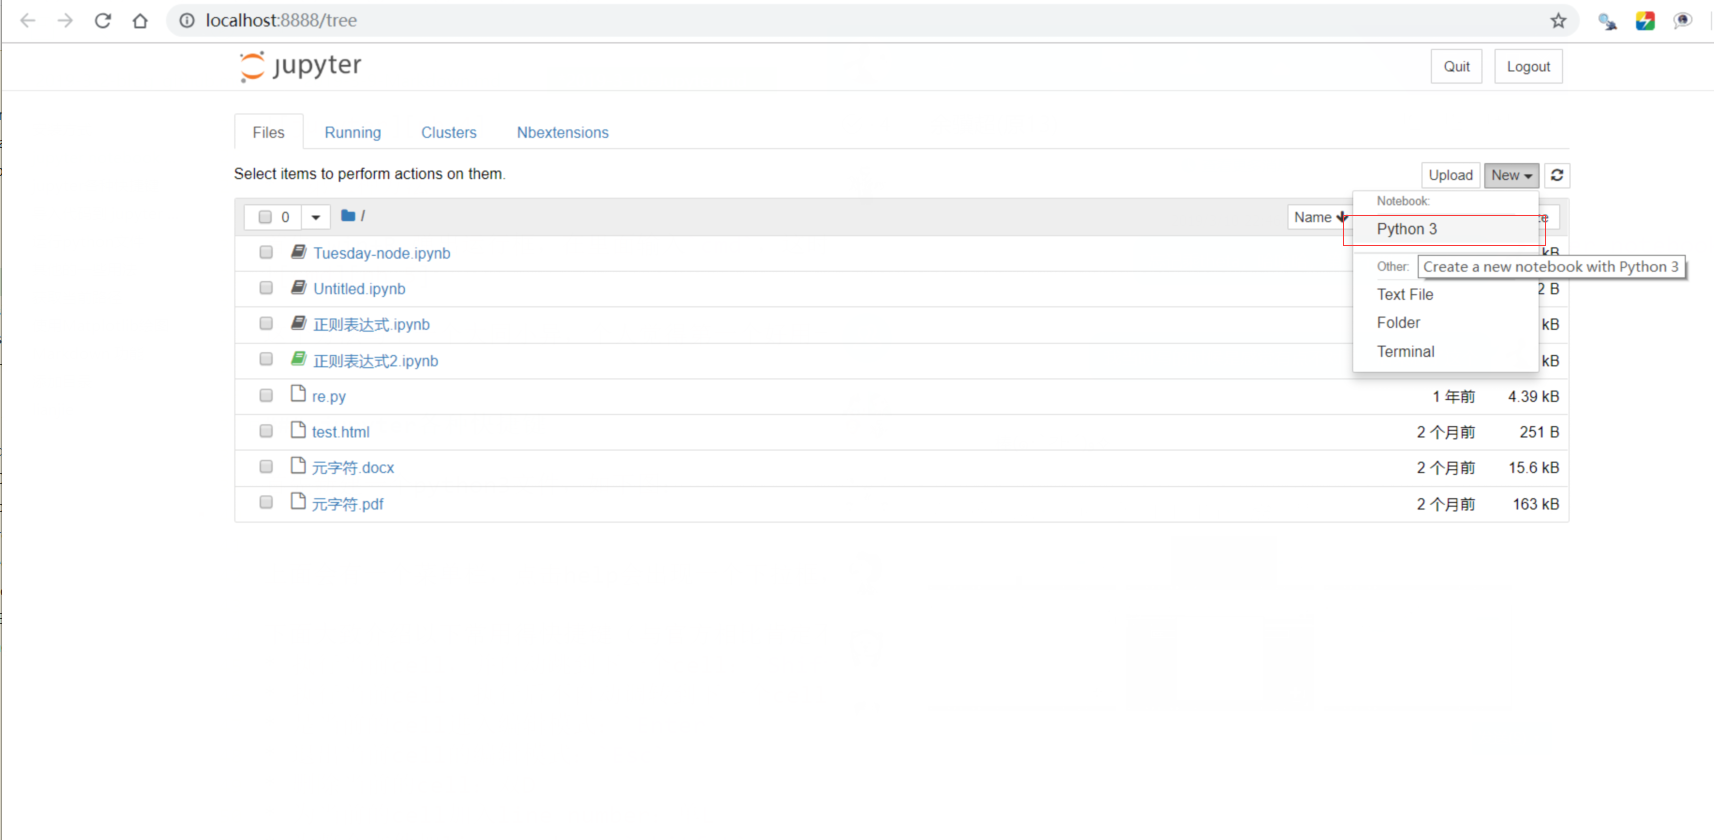 localhost:8888/tree
jupyter
Quit
Logout
Files
Running
Clusters
Nbextensions
Select items to perform actions on them.
Upload
New
0
/
Name
Notebook:
Python 3
Other:
Create a new notebook with Python 3
Text File
Folder
Terminal
Tuesday-node.ipynb
kB
Untitled.ipynb
2 B
正则表达式.ipynb
kB
正则表达式2.ipynb
kB
re.py
1 年前
4.39 kB
test.html
2 个月前
251 B
元字符.docx
2 个月前
15.6 kB
元字符.pdf
2 个月前
163 kB